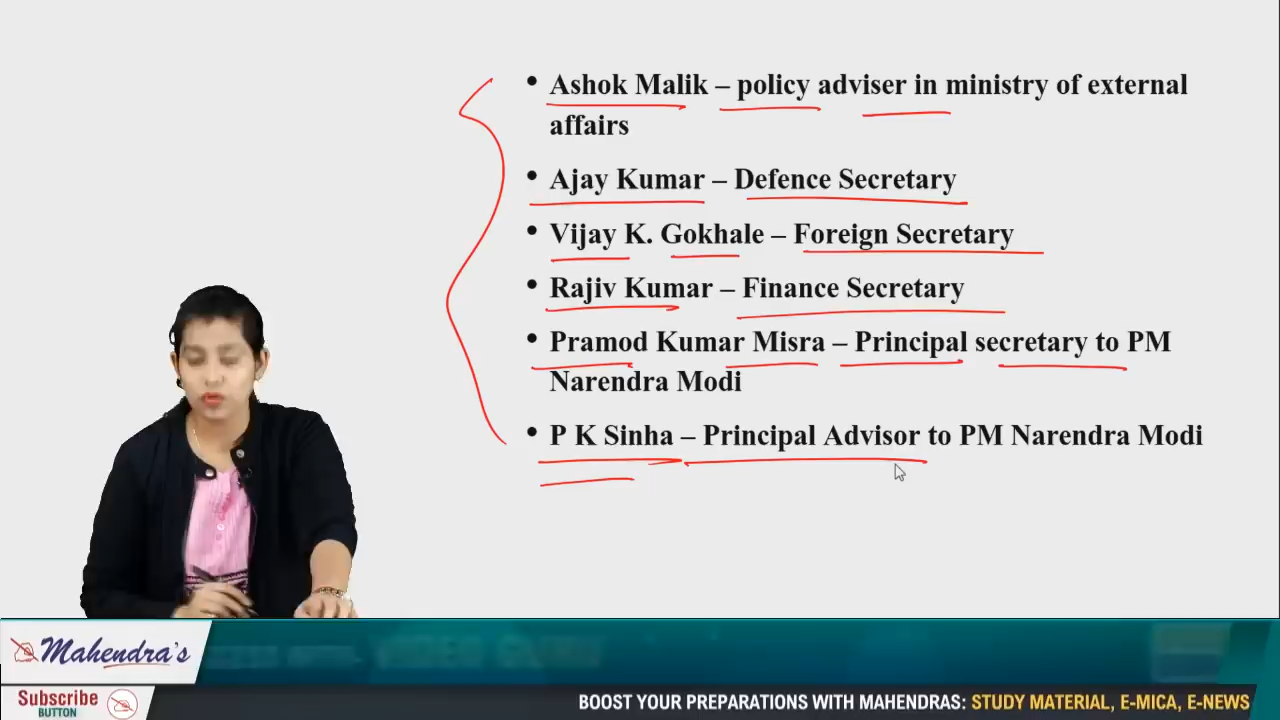 • Ashok Malik – policy adviser in ministry of external
affairs
• Ajay Kumar – Defence Secretary
• Vijay K. Gokhale – Foreign Secretary
• Rajiv Kumar – Finance Secretary
• Pramod Kumar Misra – Principal secretary to PM
Narendra Modi
• P K Sinha – Principal Advisor to PM Narendra Modi
Mahendra's
Subscribe
BUTTON
BOOST YOUR PREPARATIONS WITH MAHENDRAS: STUDY MATERIAL, E-MICA, E-NEWS